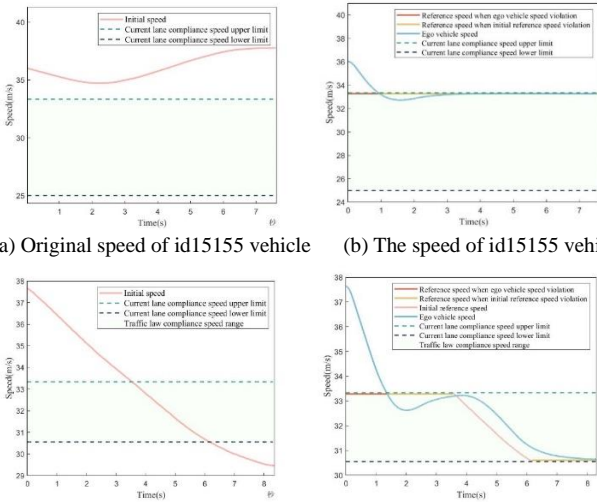 Initial speed
Current lane compliance speed upper limit
Current lane compliance speed lower limit
Speed(m/s)
40
35
30
25
1 2 3 4 5 6 7
Time(s)
秒
Reference speed when ego vehicle speed violation
Reference speed when initial reference speed violation
Ego vehicle speed
Current lane compliance speed upper limit
Current lane compliance speed lower limit
Speed(m/s)
40
38
36
34
32
30
28
26
24
0 1 2 3 4 5 6 7
Time(s)
a) Original speed of id15155 vehicle
(b) The speed of id15155 vehi
Initial speed
Current lane compliance speed upper limit
Current lane compliance speed lower limit
Traffic law compliance speed range
Speed(m/s)
38
37
36
35
34
33
32
31
30
29
0 1 2 3 4 5 6 7 8
Time(s)
秒
Reference speed when ego vehicle speed violation
Reference speed when initial reference speed violation
Initial reference speed
Ego vehicle speed
Current lane compliance speed upper limit
Current lane compliance speed lower limit
Traffic law compliance speed range
Speed(m/s)
38
37
36
35
34
33
32
31
30
0 1 2 3 4 5 6 7 8
Time(s)